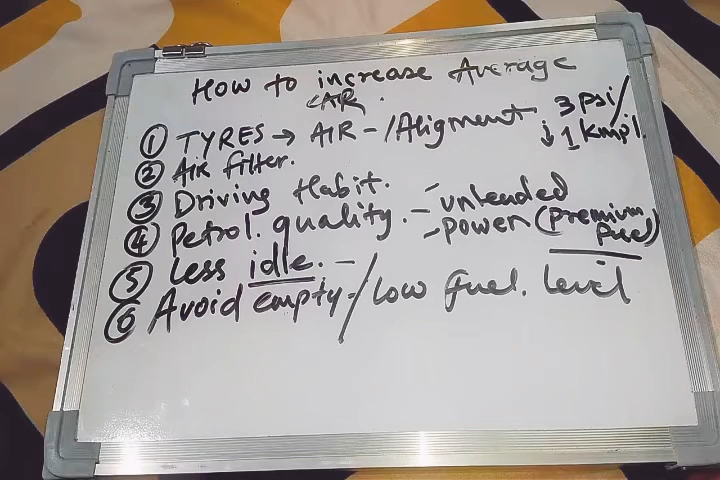 How to increase Average
CAR.
① TYRES → AIR - /Aligment 3 psi/
↓ 1 kmpl.
② AIR filter.
③ Driving Habit.
④ Petrol. quality. - unleaded
- power (premium fuel)
⑤ Less idle. -
⑥ Avoid empty / Low fuel. level